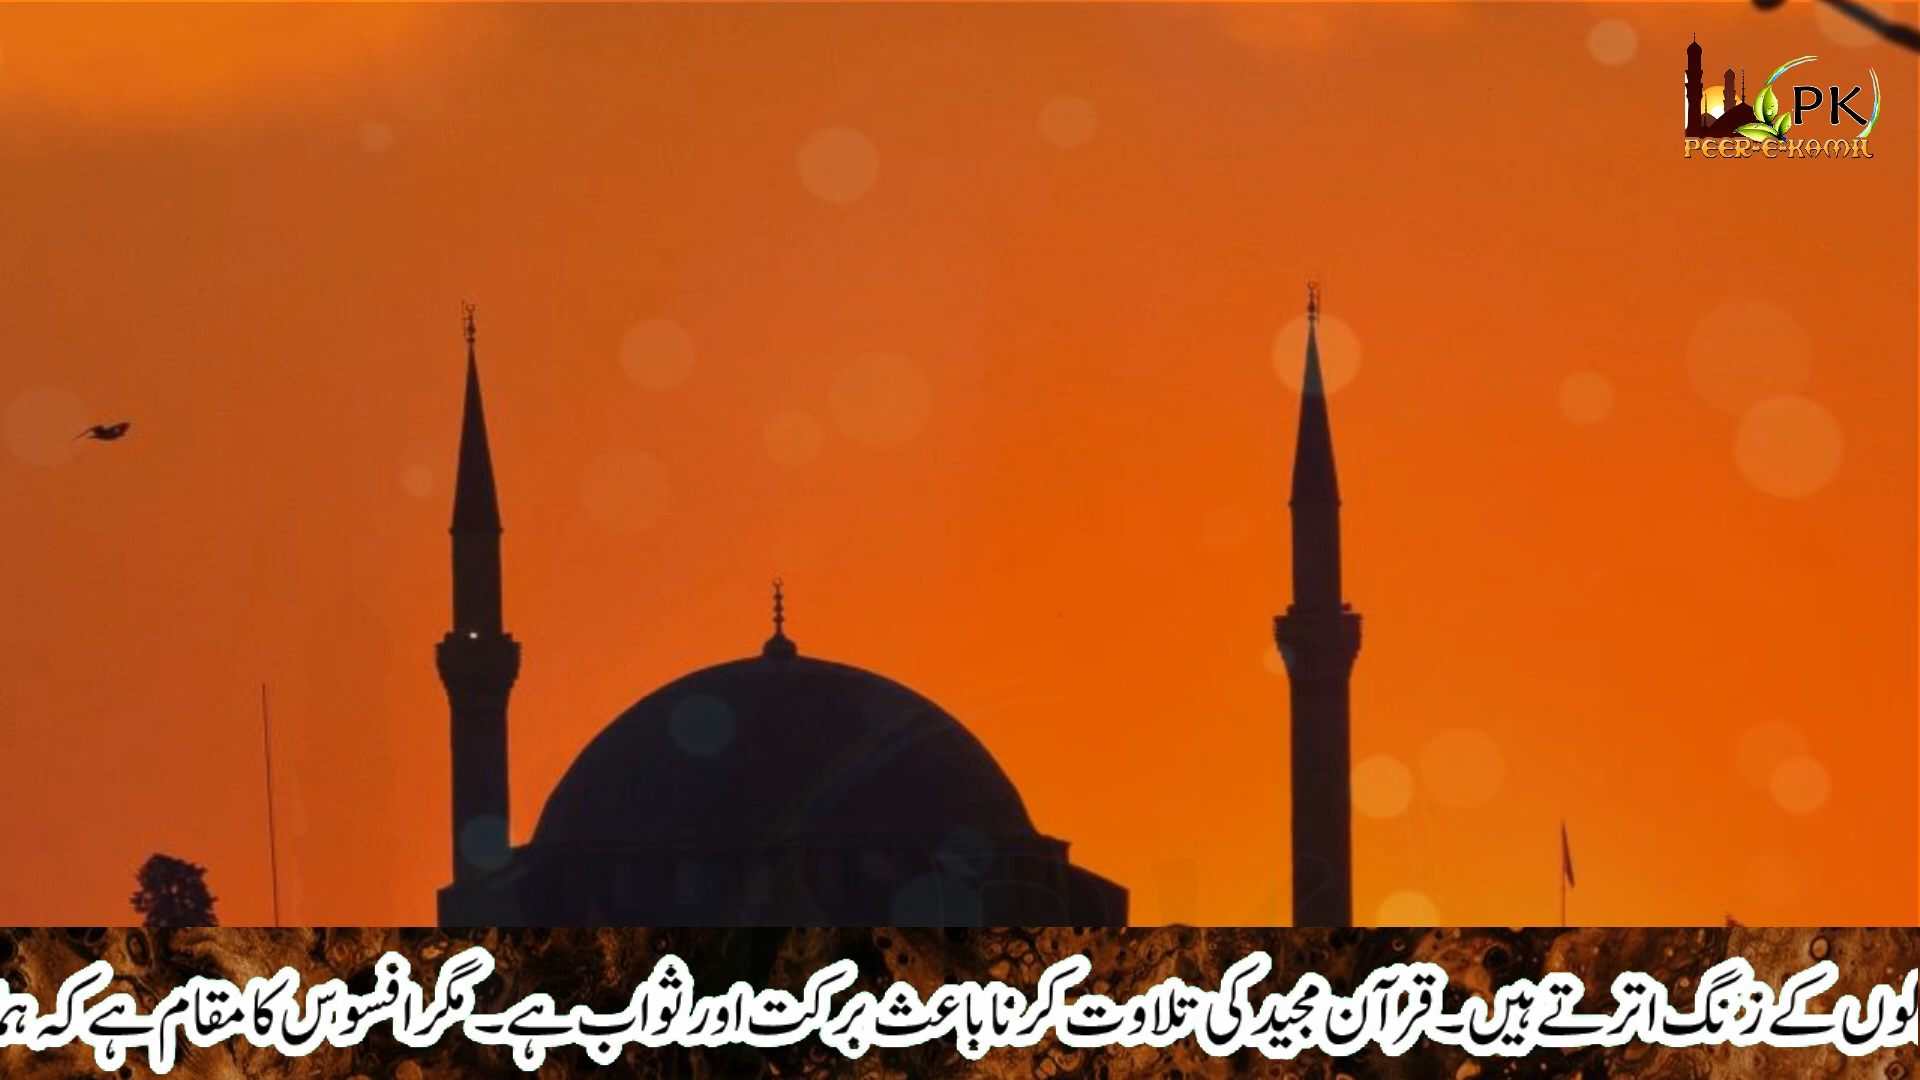 PK
PEER-E-KAMIL
کے زنگ اترتے ہیں۔ قرآن مجید کی تلاوت کرنا باعث برکت اور ثواب ہے۔ مگر افسوس کا مقام ہے کہ